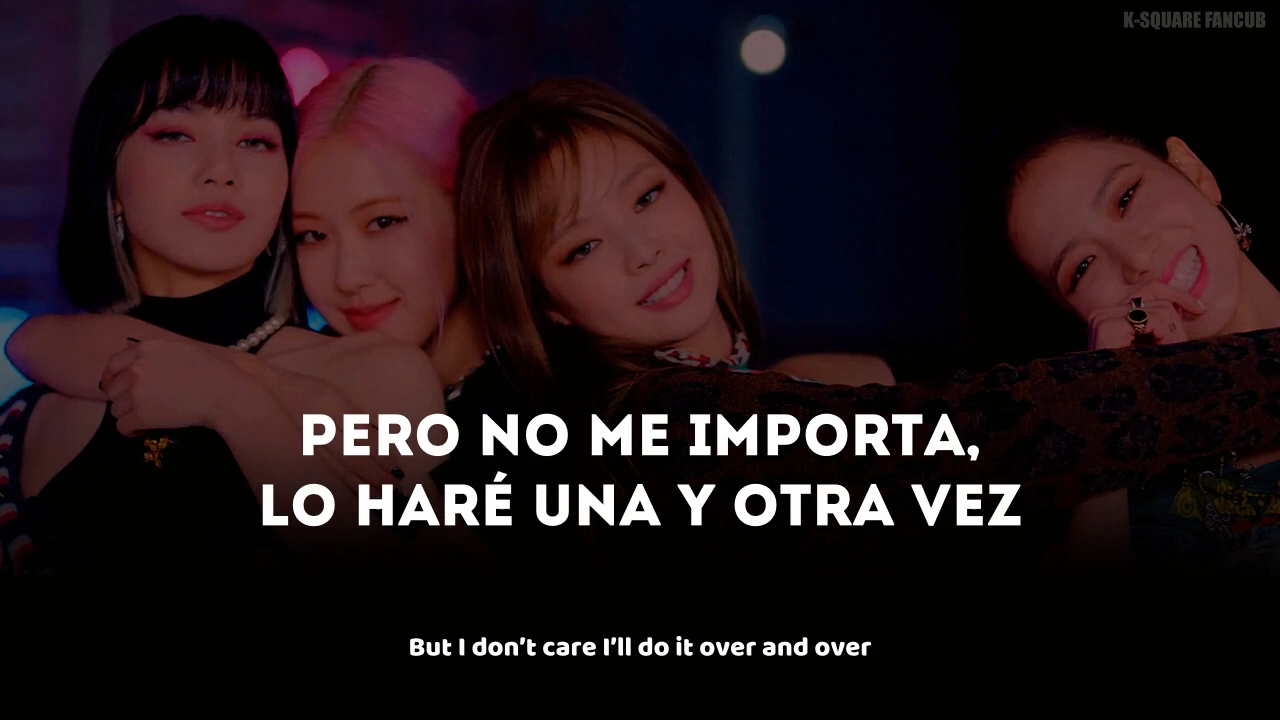 K-SQUARE FANCUB
PERO NO ME IMPORTA,
LO HARÉ UNA Y OTRA VEZ
But I don't care I'll do it over and over